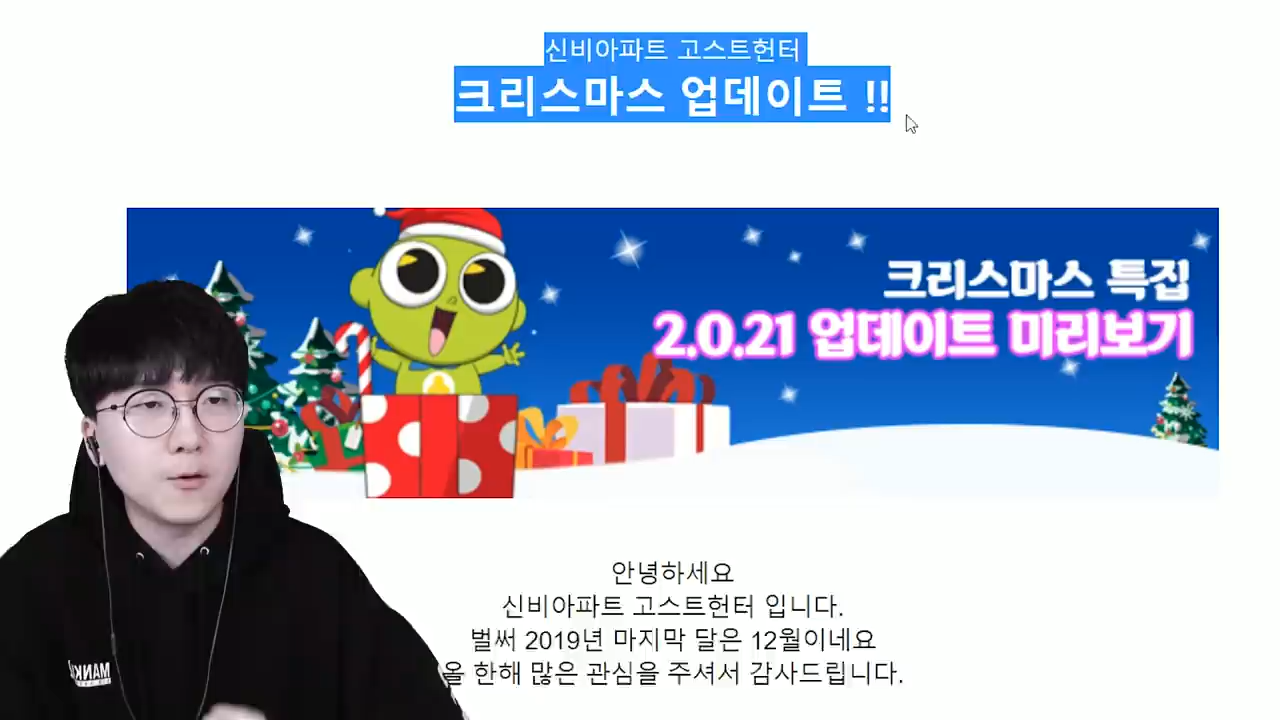 신비아파트 고스트헌터
크리스마스 업데이트 !!
크리스마스 특집
2.0.21 업데이트 미리보기
안녕하세요
신비아파트 고스트헌터 입니다.
벌써 2019년 마지막 달은 12월이네요
올 한해 많은 관심을 주셔서 감사드립니다.